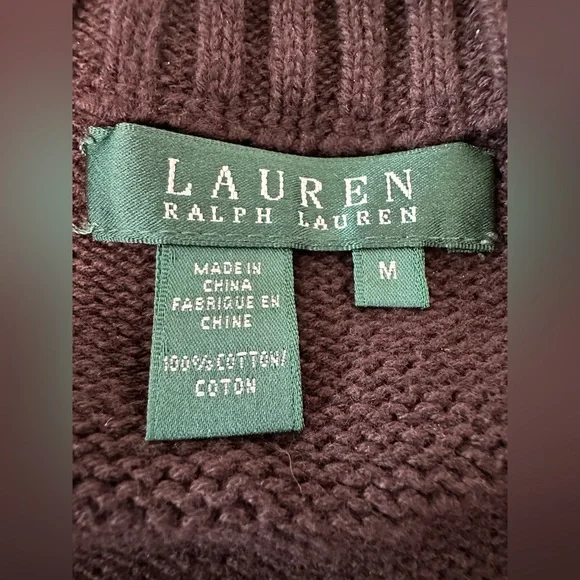 LAUREN
RALPH LAUREN
MADE IN
CHINA
FABRIQUE EN
CHINE
100% COTTON/
COTON
M